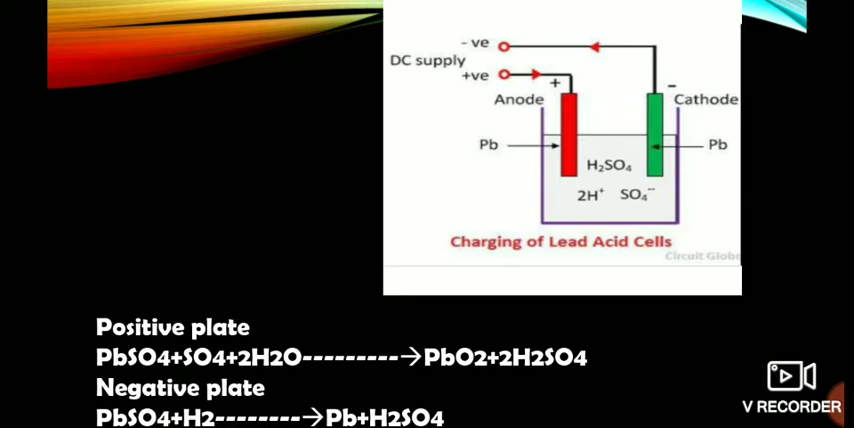 - ve
DC supply
+ve
+ -
Anode Cathode
Pb Pb
H₂SO₄
2H⁺ SO₄⁻⁻
Charging of Lead Acid Cells
Circuit Globe
Positive plate
PbSO4+SO4+2H2O---------→PbO2+2H2SO4
Negative plate
PbSO4+H2--------→Pb+H2SO4
V RECORDER